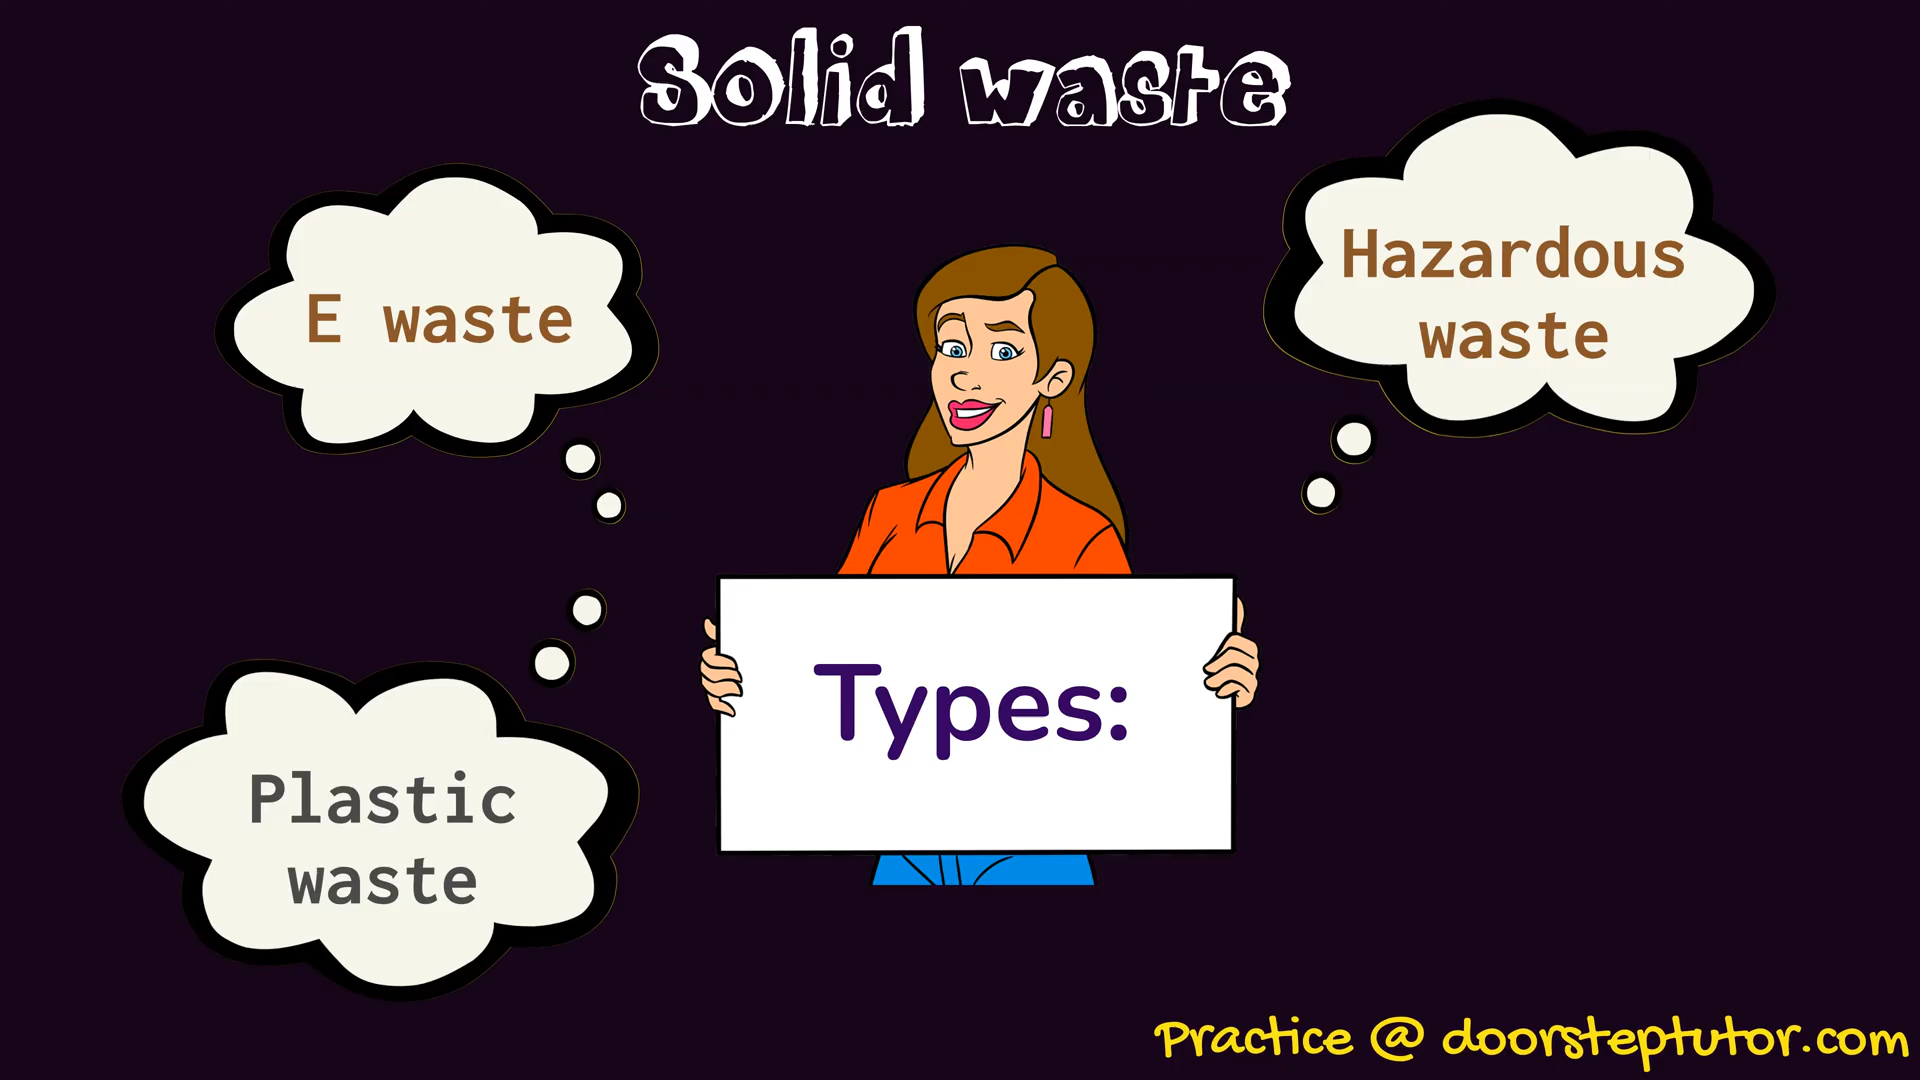 Solid waste
E waste
Hazardous
waste
Types:
Plastic
waste
Practice @ doorsteptutor.com